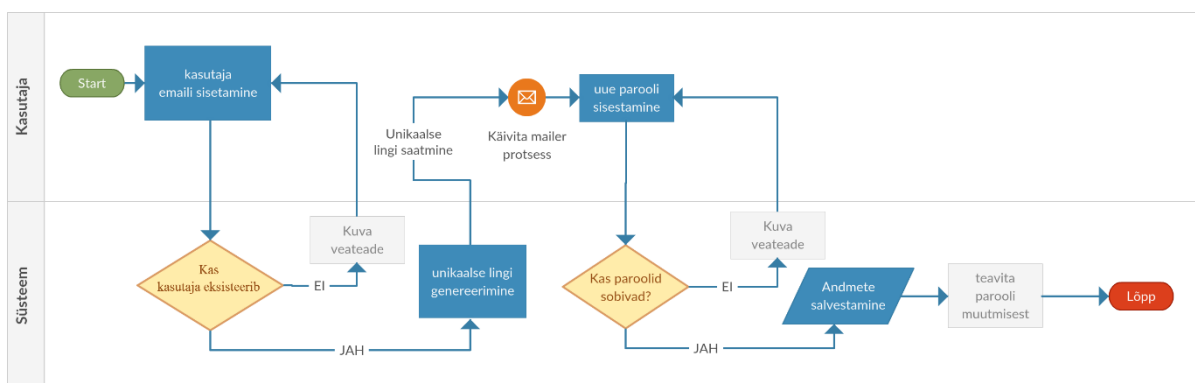 Kasutaja
Start
kasutaja
emaili sisetamine
Unikaalse
lingi saatmine
Käivita mailer
protsess
uue parooli
sisestamine
Süsteem
Kas
kasutaja eksisteerib
EI
Kuva
veateade
JAH
unikaalse lingi
genereerimine
Kas paroolid
sobivad?
EI
Kuva
veateade
JAH
Andmete
salvestamine
teavita
parooli
muutmisest
Lõpp